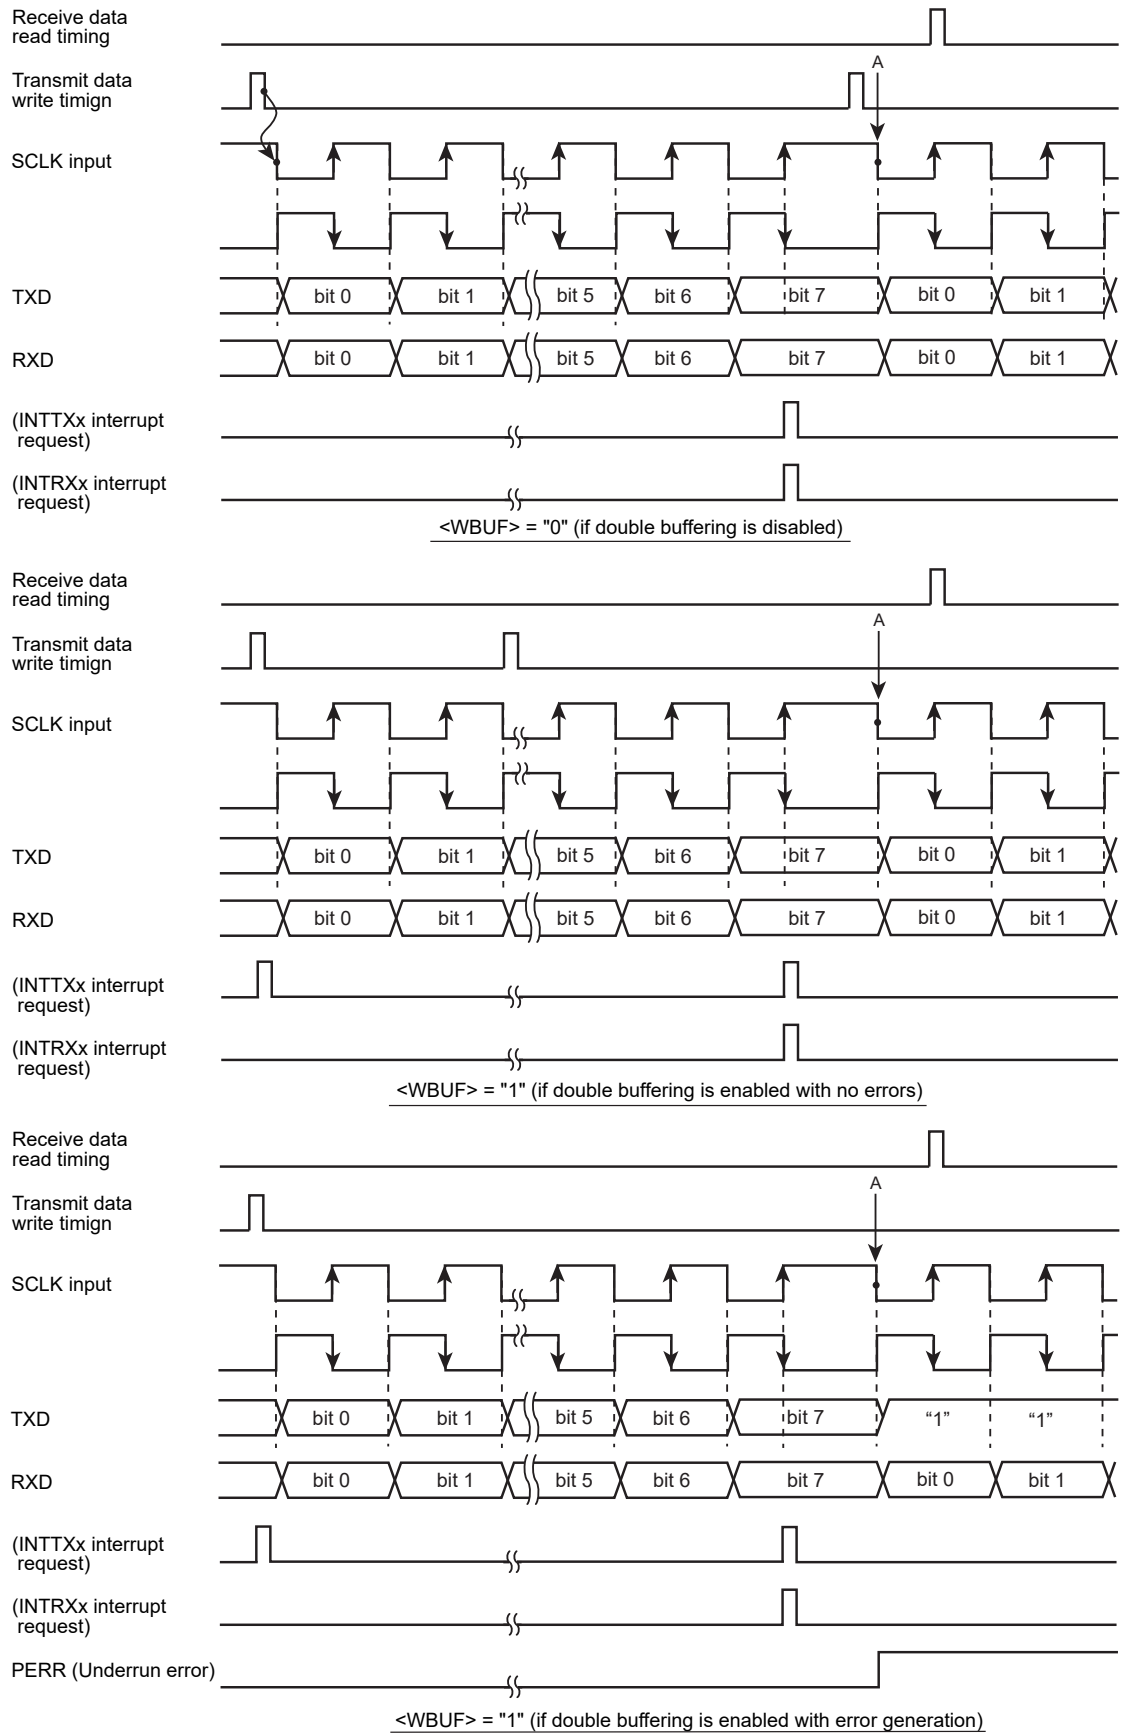 Receive data
read timing
Transmit data
write timign
A
SCLK input
TXD
bit 0 bit 1 bit 5 bit 6 bit 7 bit 0 bit 1
RXD
bit 0 bit 1 bit 5 bit 6 bit 7 bit 0 bit 1
(INTTXx interrupt
request)
(INTRXx interrupt
request)
<WBUF> = "0" (if double buffering is disabled)
Receive data
read timing
Transmit data
write timign
A
SCLK input
TXD
bit 0 bit 1 bit 5 bit 6 bit 7 bit 0 bit 1
RXD
bit 0 bit 1 bit 5 bit 6 bit 7 bit 0 bit 1
(INTTXx interrupt
request)
(INTRXx interrupt
request)
<WBUF> = "1" (if double buffering is enabled with no errors)
Receive data
read timing
Transmit data
write timign
A
SCLK input
TXD
bit 0 bit 1 bit 5 bit 6 bit 7 “1” “1”
RXD
bit 0 bit 1 bit 5 bit 6 bit 7 bit 0 bit 1
(INTTXx interrupt
request)
(INTRXx interrupt
request)
PERR (Underrun error)
<WBUF> = "1" (if double buffering is enabled with error generation)